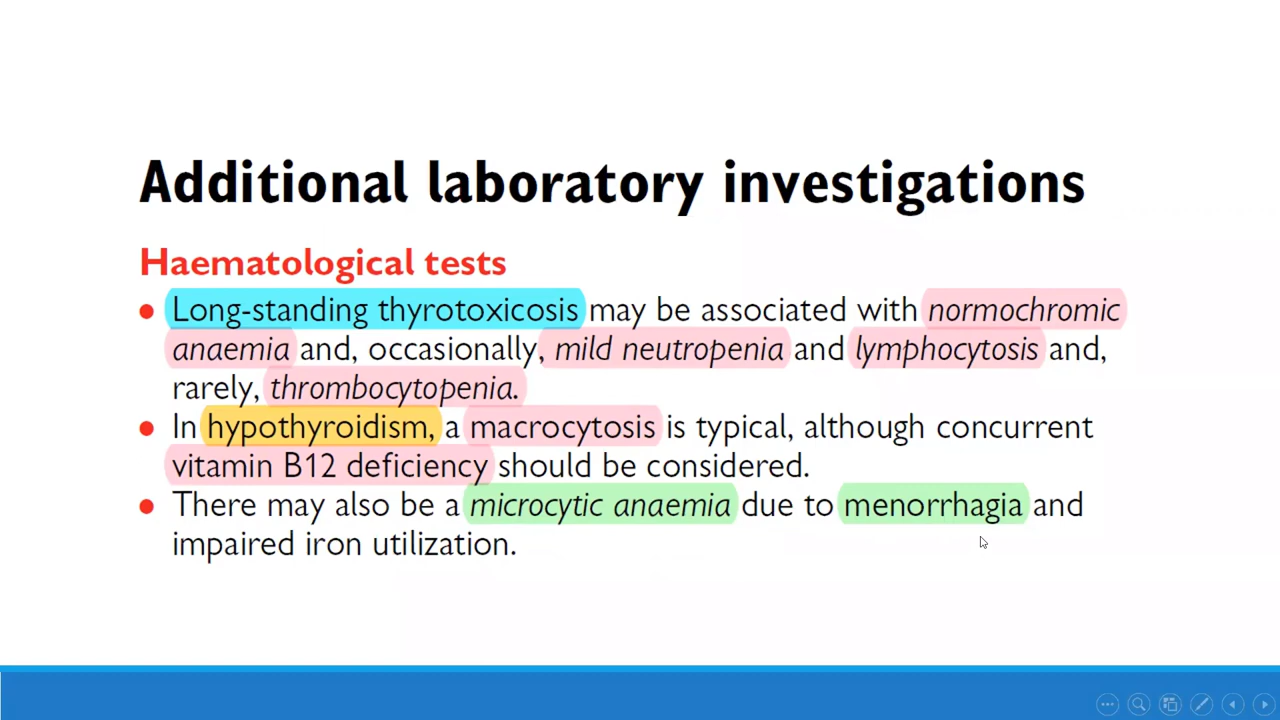 Additional laboratory investigations
Haematological tests
● Long-standing thyrotoxicosis may be associated with normochromic
anaemia and, occasionally, mild neutropenia and lymphocytosis and,
rarely, thrombocytopenia.
● In hypothyroidism, a macrocytosis is typical, although concurrent
vitamin B12 deficiency should be considered.
● There may also be a microcytic anaemia due to menorrhagia and
impaired iron utilization.